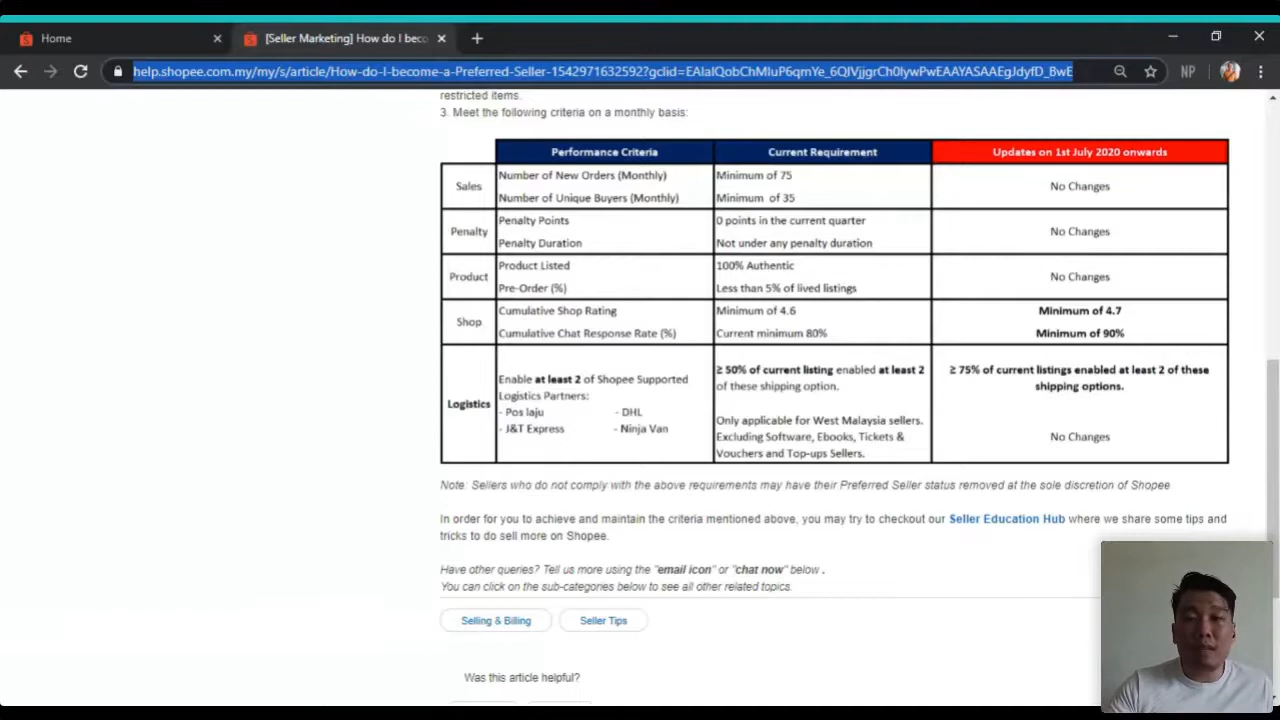 Home
[Seller Marketing] How do I beco
help.shopee.com.my/my/s/article/How-do-I-become-a-Preferred-Seller-1542971632592?gclid=EAIaIQobChMIuP6qmYe_6QIVjjgrCh0lywPwEAAYASAAEgJdyfD_BwE
NP
restricted items.
3. Meet the following criteria on a monthly basis:
Performance Criteria Current Requirement Updates on 1st July 2020 onwards
Sales
Number of New Orders (Monthly) Minimum of 75
Number of Unique Buyers (Monthly) Minimum of 35
No Changes
Penalty
Penalty Points 0 points in the current quarter
Penalty Duration Not under any penalty duration
No Changes
Product
Product Listed 100% Authentic
Pre-Order (%) Less than 5% of lived listings
No Changes
Shop
Cumulative Shop Rating Minimum of 4.6 Minimum of 4.7
Cumulative Chat Response Rate (%) Current minimum 80% Minimum of 90%
Logistics
Enable at least 2 of Shopee Supported
Logistics Partners:
- Pos laju - DHL
- J&T Express - Ninja Van
≥ 50% of current listing enabled at least 2
of these shipping option.
Only applicable for West Malaysia sellers.
Excluding Software, Ebooks, Tickets &
Vouchers and Top-ups Sellers.
≥ 75% of current listings enabled at least 2 of these
shipping options.
No Changes
Note: Sellers who do not comply with the above requirements may have their Preferred Seller status removed at the sole discretion of Shopee
In order for you to achieve and maintain the criteria mentioned above, you may try to checkout our Seller Education Hub where we share some tips and
tricks to do sell more on Shopee.
Have other queries? Tell us more using the "email icon" or "chat now" below .
You can click on the sub-categories below to see all other related topics.
Selling & Billing
Seller Tips
Was this article helpful?